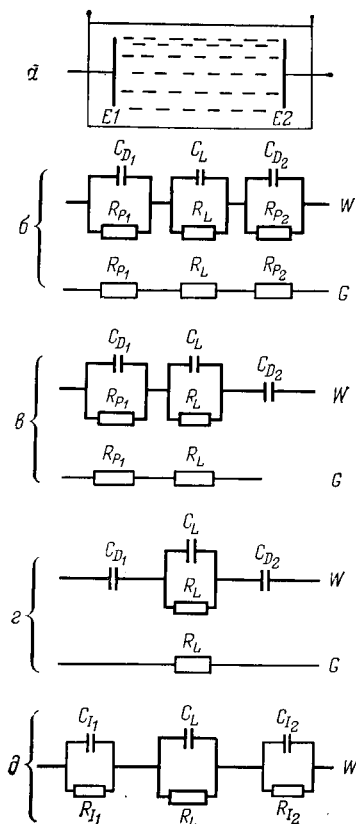 а
E1 E2
C_{D_1} C_L C_{D_2}
б
R_{P_1} R_L R_{P_2} W
R_{P_1} R_L R_{P_2} G
C_{D_1} C_L
в
R_{P_1} R_L C_{D_2} W
R_{P_1} R_L G
C_L
г
C_{D_1} R_L C_{D_2} W
R_L G
C_{I_1} C_L C_{I_2}
д
W
R_{I_1} R_L R_{I_2}